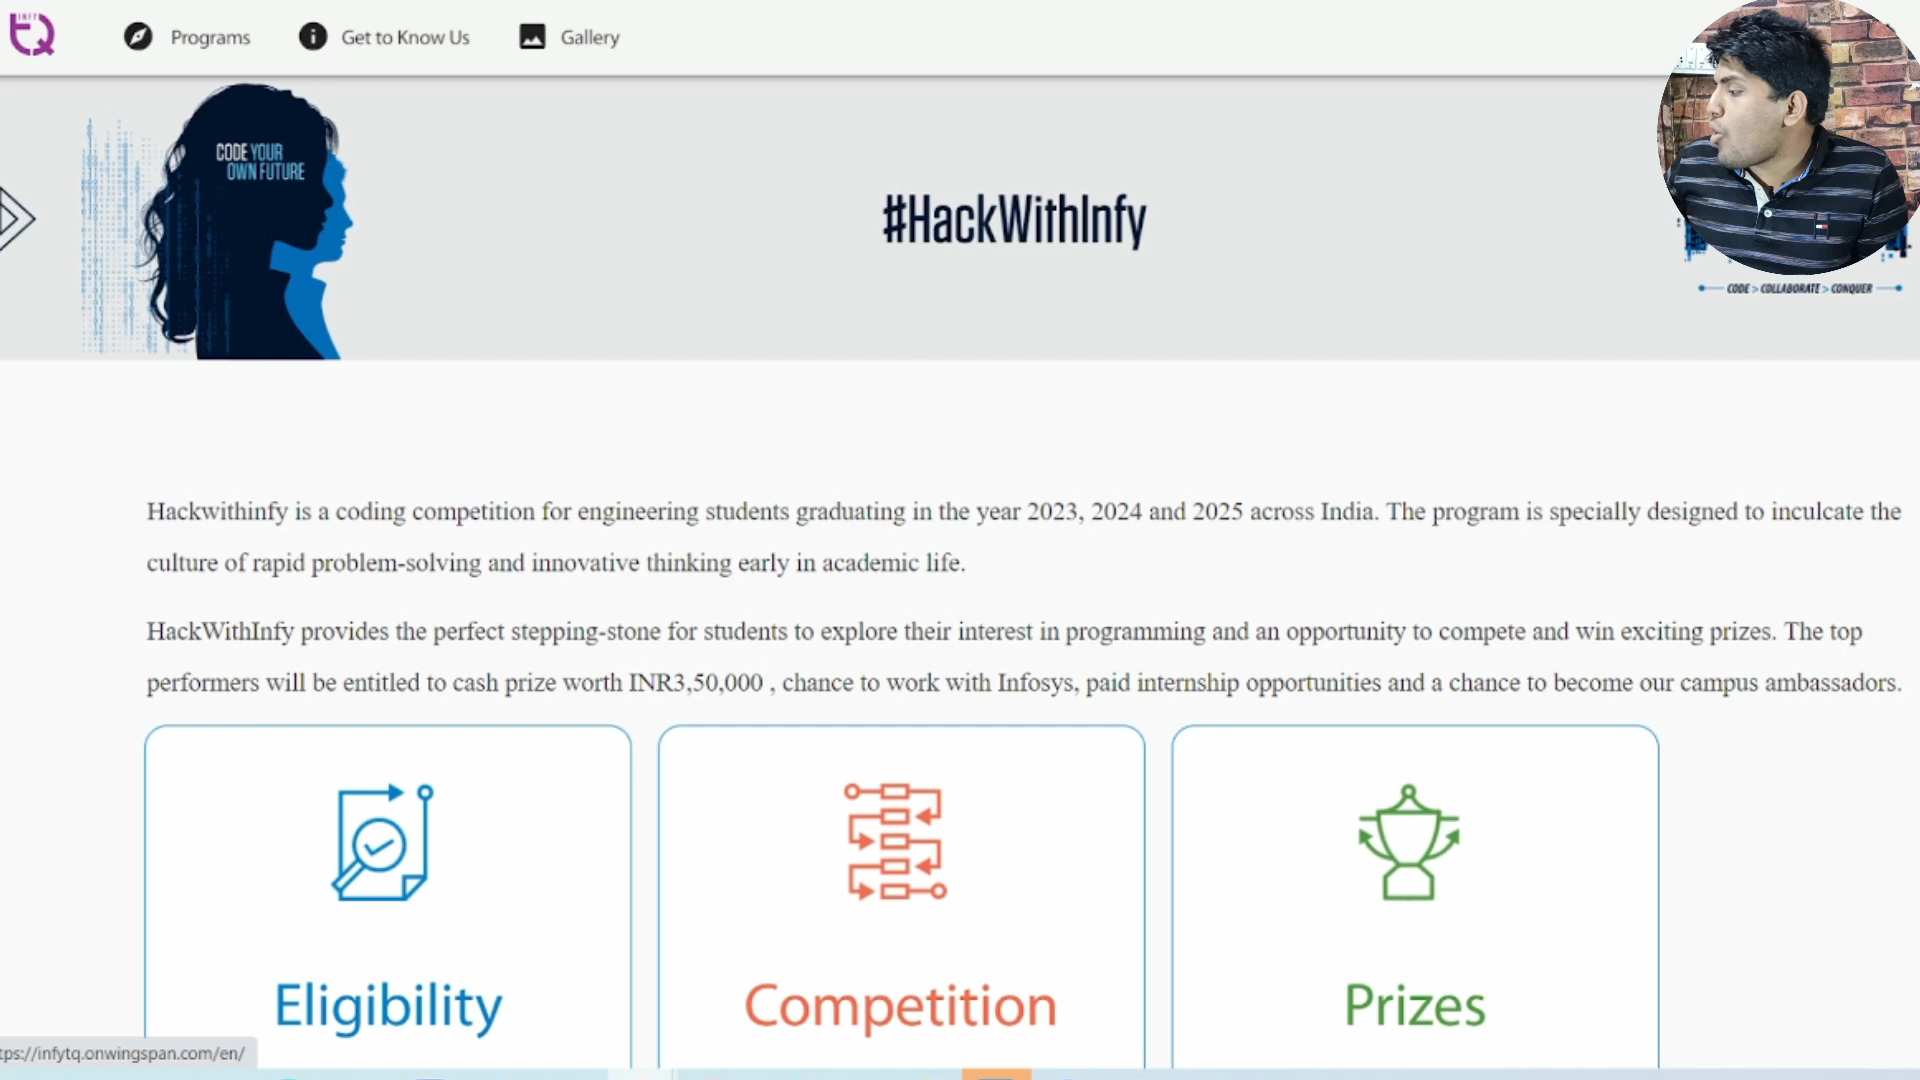 INFY
TQ
Programs
Get to Know Us
Gallery
CODE YOUR
OWN FUTURE
#HackWithInfy
CODE > COLLABORATE > CONQUER
Hackwithinfy is a coding competition for engineering students graduating in the year 2023, 2024 and 2025 across India. The program is specially designed to inculcate the
culture of rapid problem-solving and innovative thinking early in academic life.
HackWithInfy provides the perfect stepping-stone for students to explore their interest in programming and an opportunity to compete and win exciting prizes. The top
performers will be entitled to cash prize worth INR3,50,000 , chance to work with Infosys, paid internship opportunities and a chance to become our campus ambassadors.
Eligibility
Competition
Prizes
tps://infytq.onwingspan.com/en/